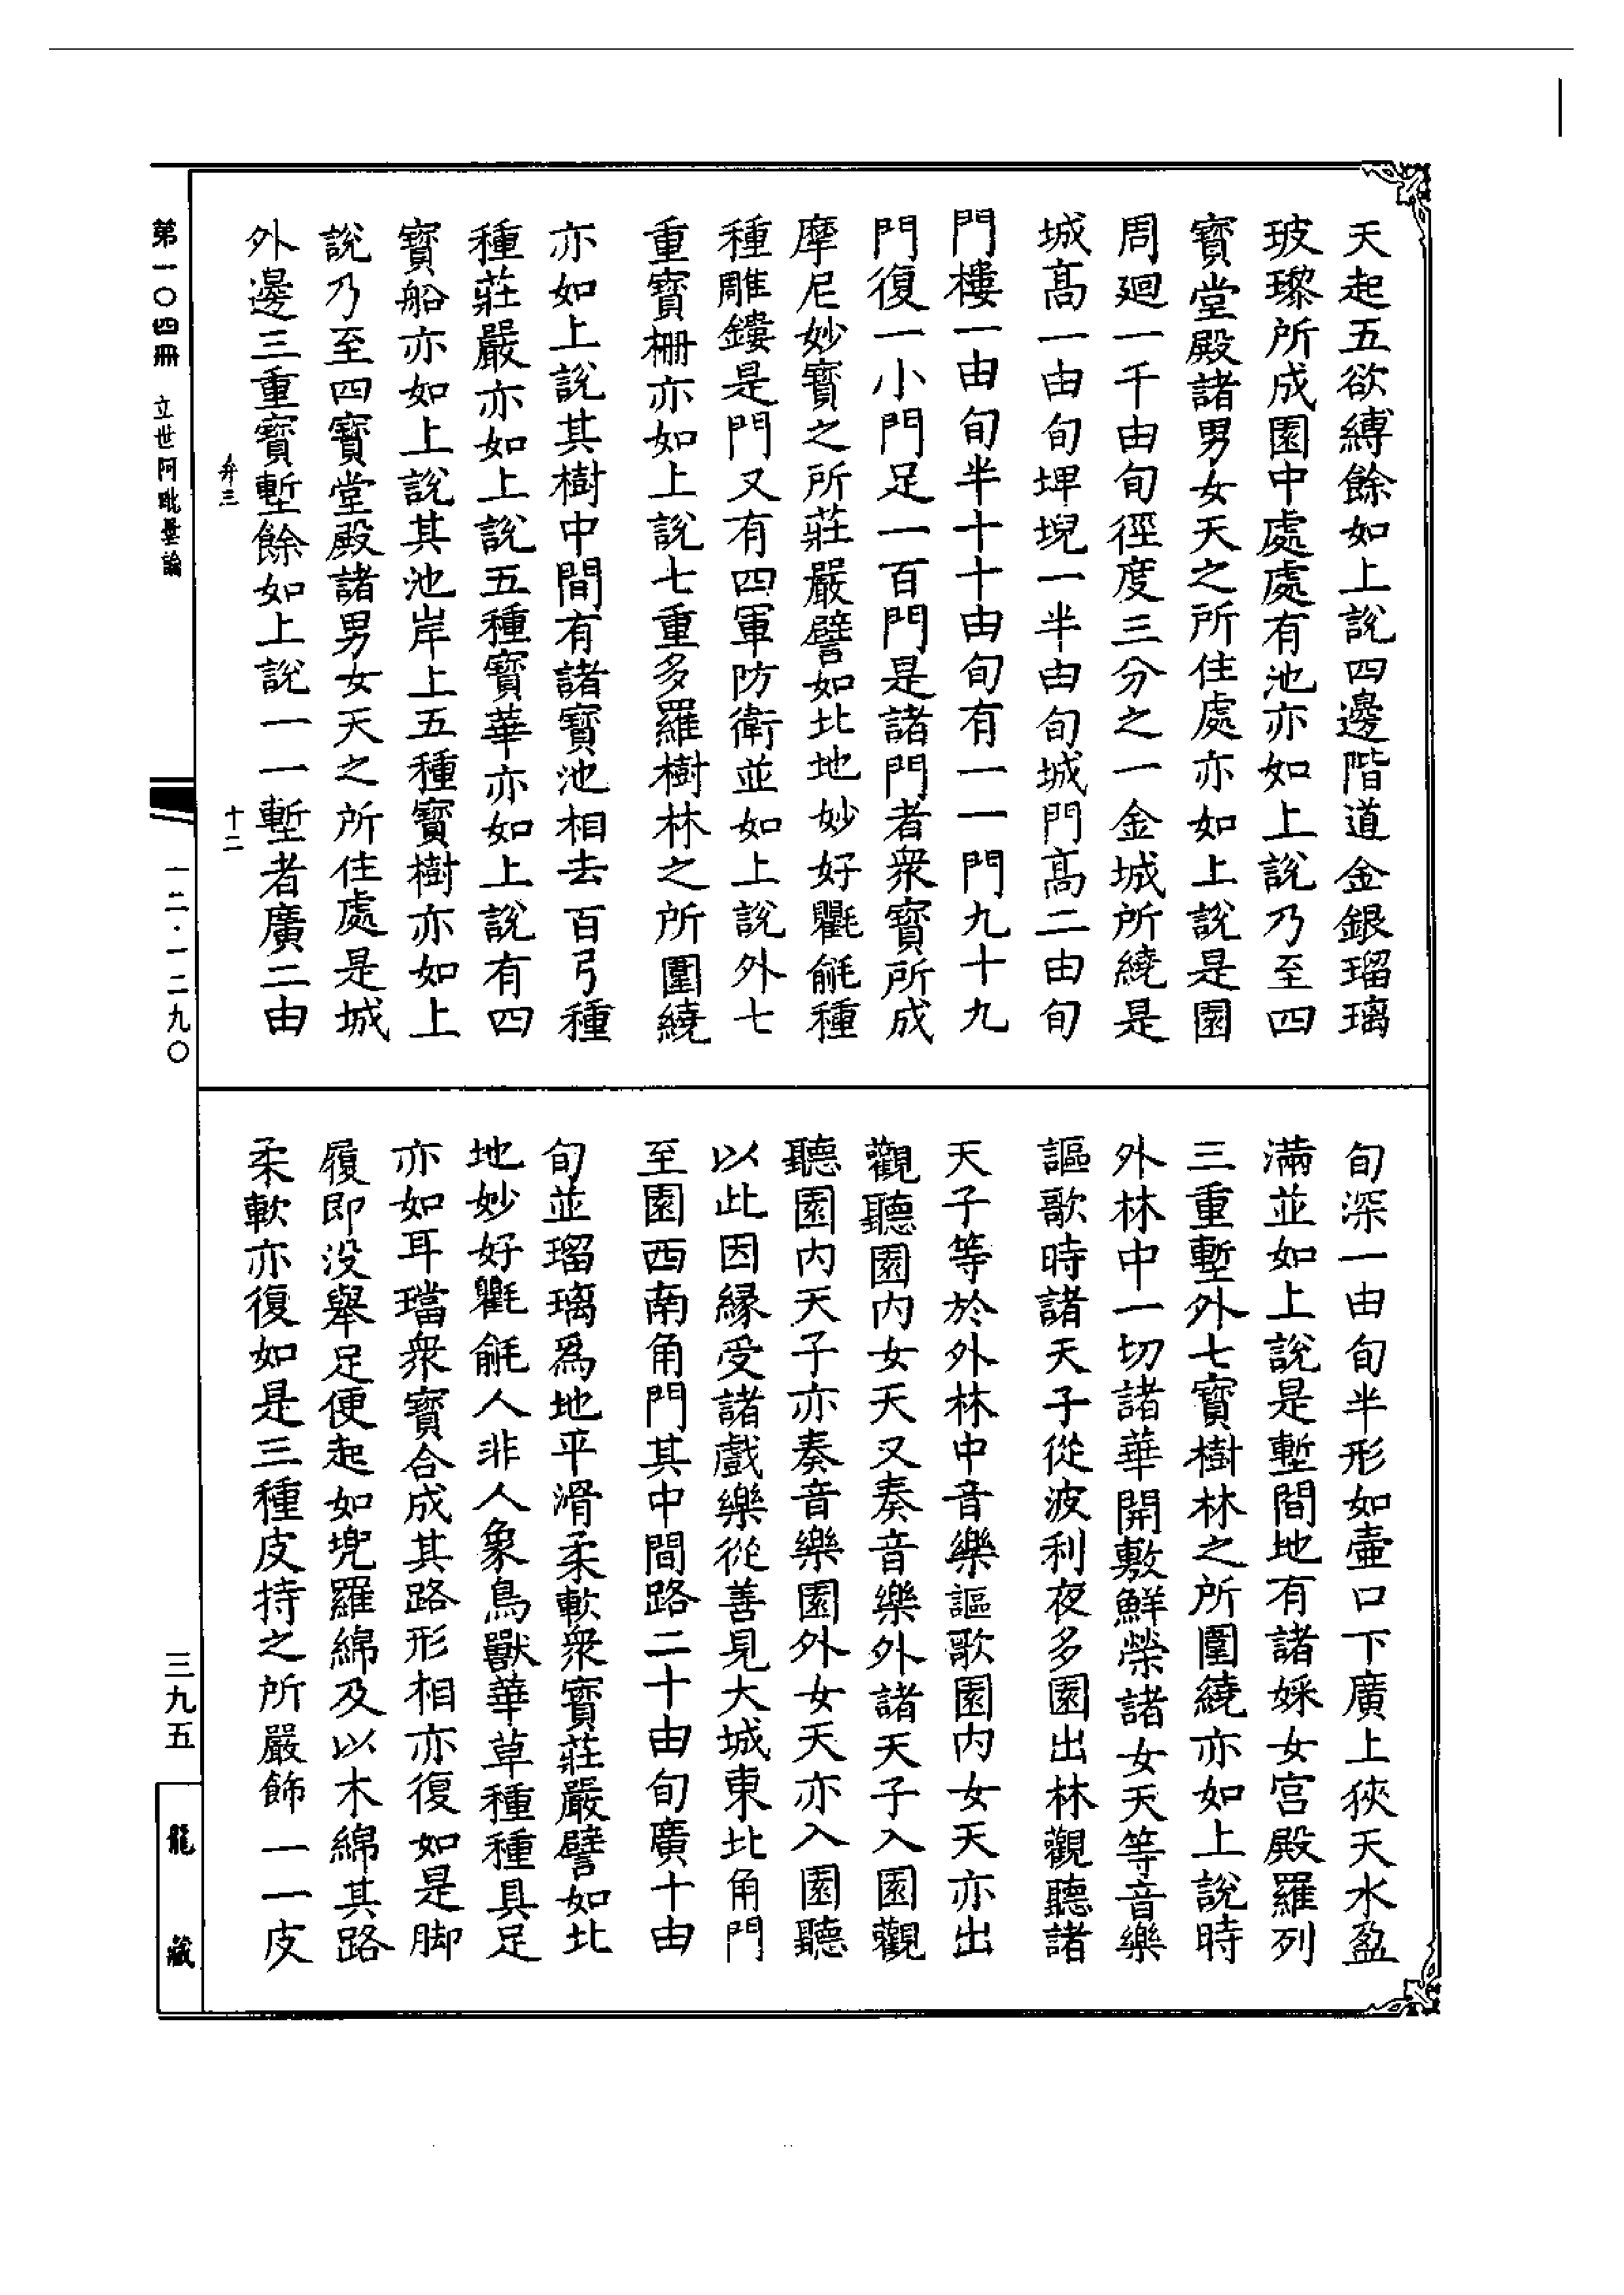 天起五欲縛餘如上說四邊階道金銀瑠璃
玻瓈所成園中處處有池亦如上說乃至四
寶堂殿諸男女天之所住處亦如上說是園
周迴一千由旬徑度三分之一金城所繞是
城高一由旬埤堄一半由旬城門高二由旬
門樓一由旬半十十由旬有一一門九十九
門復一小門足一百門是諸門者衆寶所成
摩尼妙寶之所莊嚴譬如北地妙好氍毹種
種雕鏤是門又有四軍防衛並如上說外七
重寶柵亦如上說七重多羅樹林之所圍繞
亦如上說其樹中間有諸寶池相去百弓種
種莊嚴亦如上說五種寶華亦如上說有四
寶船亦如上說其池岸上五種寶樹亦如上
說乃至四寶堂殿諸男女天之所住處是城
外邊三重寶塹餘如上說一一塹者廣二由
旬深一由旬半形如壷口下廣上狹天水盈
滿並如上說是塹間地有諸婇女宮殿羅列
三重塹外七寶樹林之所圍繞亦如上說時
外林中一切諸華開敷鮮榮諸女天等音樂
謳歌時諸天子從波利夜多園出林觀聽諸
天子等於外林中音樂謳歌園内女天亦出
觀聽園内女天又奏音樂外諸天子入園觀
聽園内天子亦奏音樂園外女天亦入園聽
以此因縁受諸戲樂從善見大城東北角門
至園西南角門其中間路二十由旬廣十由
旬並瑠璃爲地平滑柔軟衆寶莊嚴譬如北
地妙好氍毹人非人象鳥獸華草種種具足
亦如耳璫衆寶合成其路形相亦復如是脚
履即没舉足便起如兜羅綿及以木綿其路
柔軟亦復如是三種皮持之所嚴飾一一皮
第一〇四冊 立世阿毗曇論
弁三 十二
一二·一二九〇
三九五
龍藏